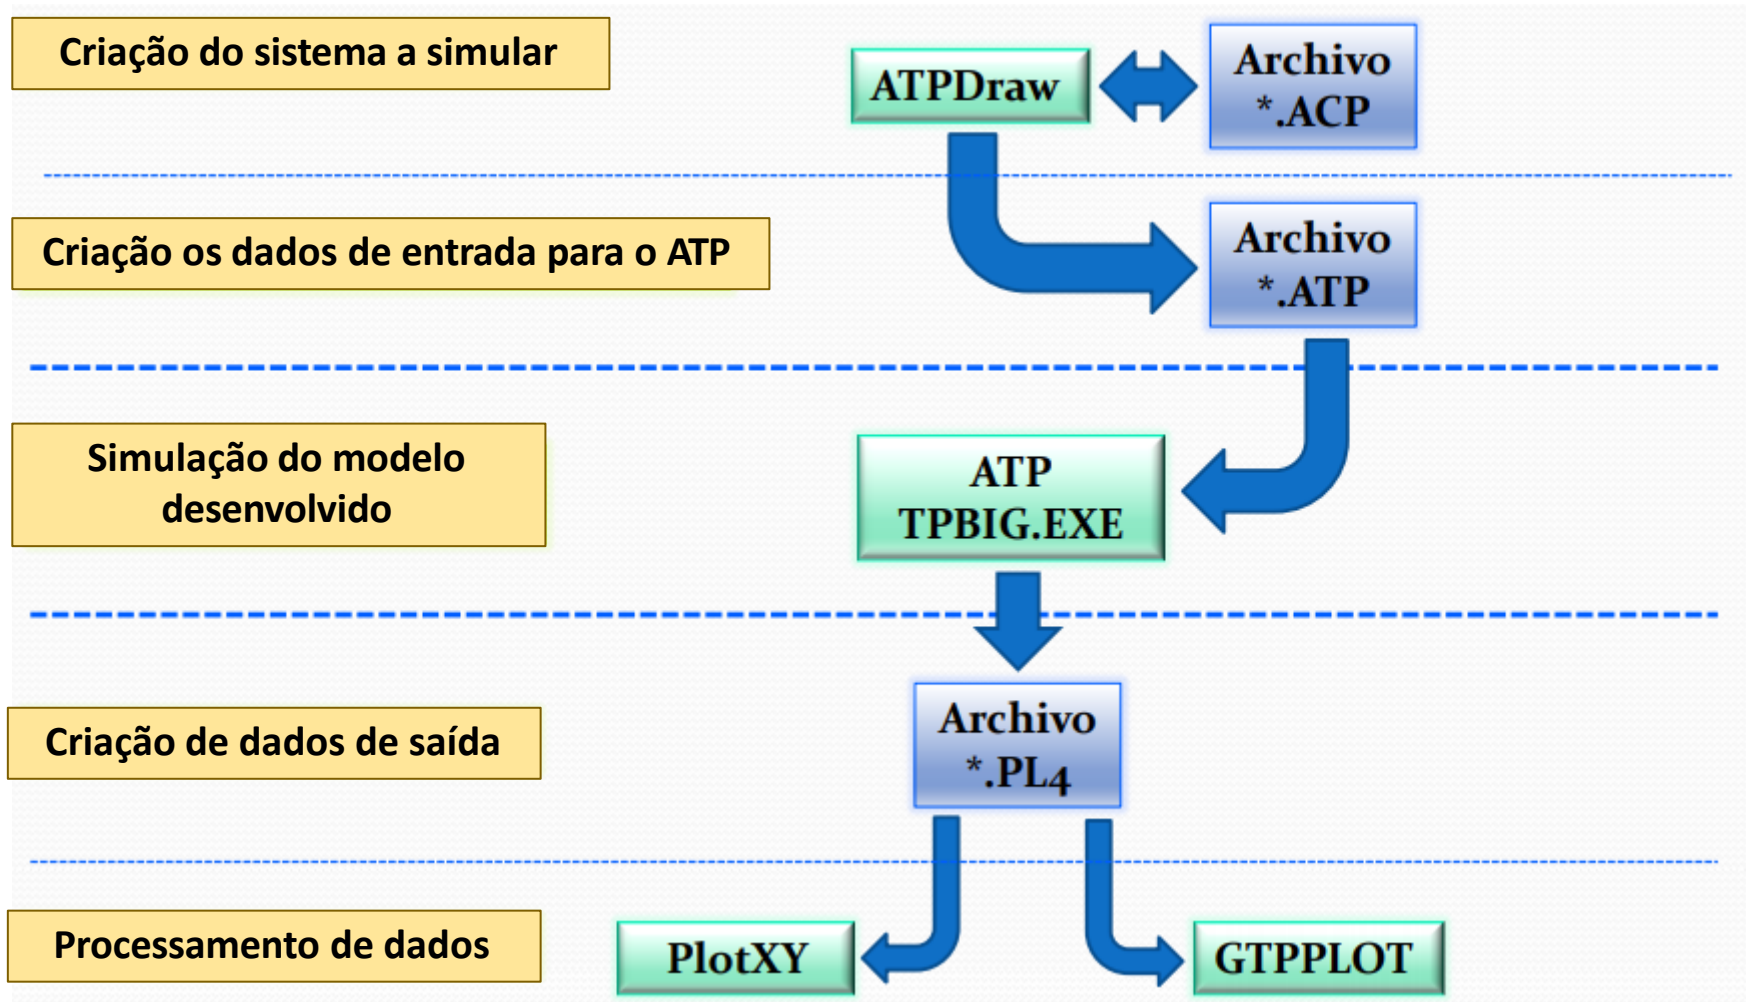 Criação do sistema a simular
ATPDraw
Archivo
*.ACP
Criação os dados de entrada para o ATP
Archivo
*.ATP
Simulação do modelo
desenvolvido
ATP
TPBIG.EXE
Criação de dados de saída
Archivo
*.PL4
Processamento de dados
PlotXY
GTPPLOT